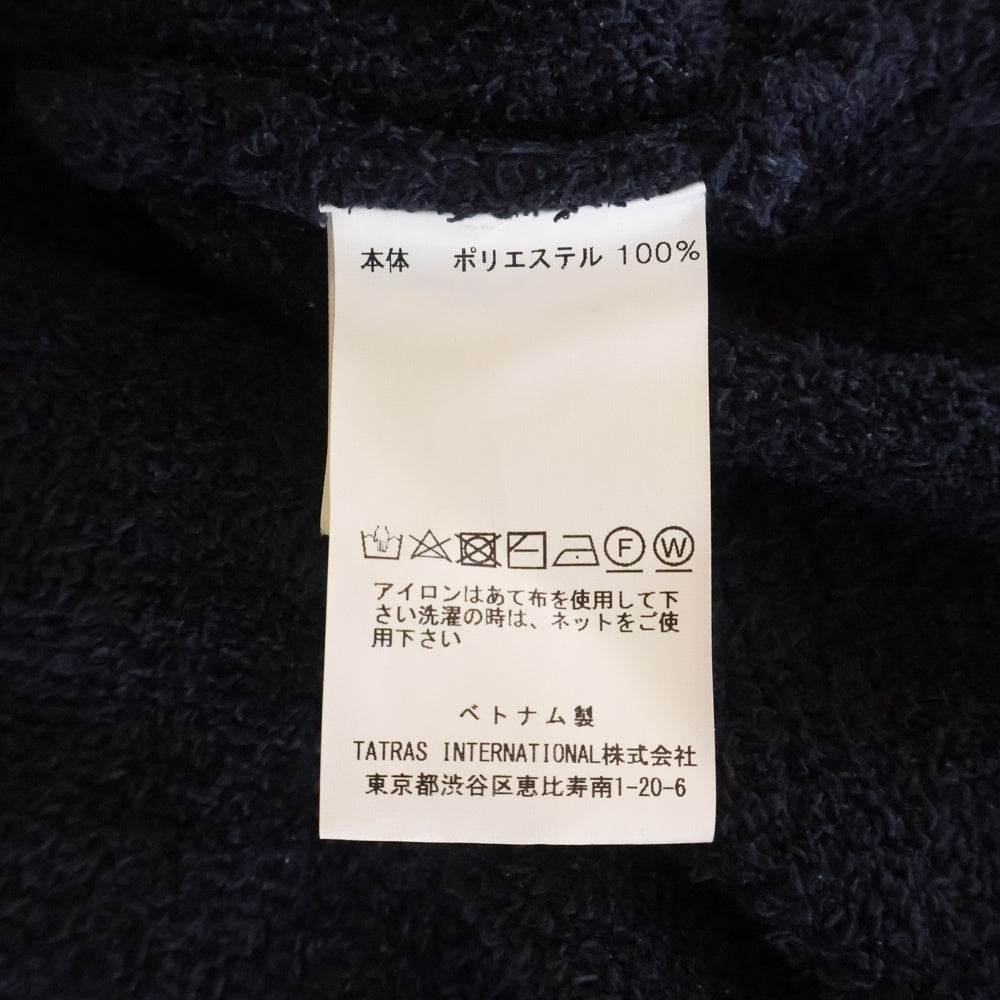 本体 ポリエステル 100%
F W
アイロンはあて布を使用して下
さい洗濯の時は、ネットをご使
用下さい
ベトナム製
TATRAS INTERNATIONAL株式会社
東京都渋谷区恵比寿南1-20-6